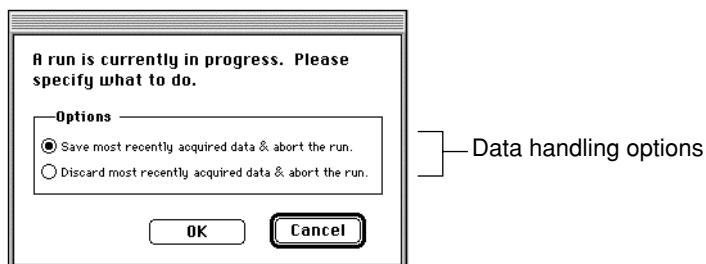 A run is currently in progress. Please
specify what to do.
Options
Save most recently acquired data & abort the run.
Discard most recently acquired data & abort the run.
Data handling options
OK
Cancel